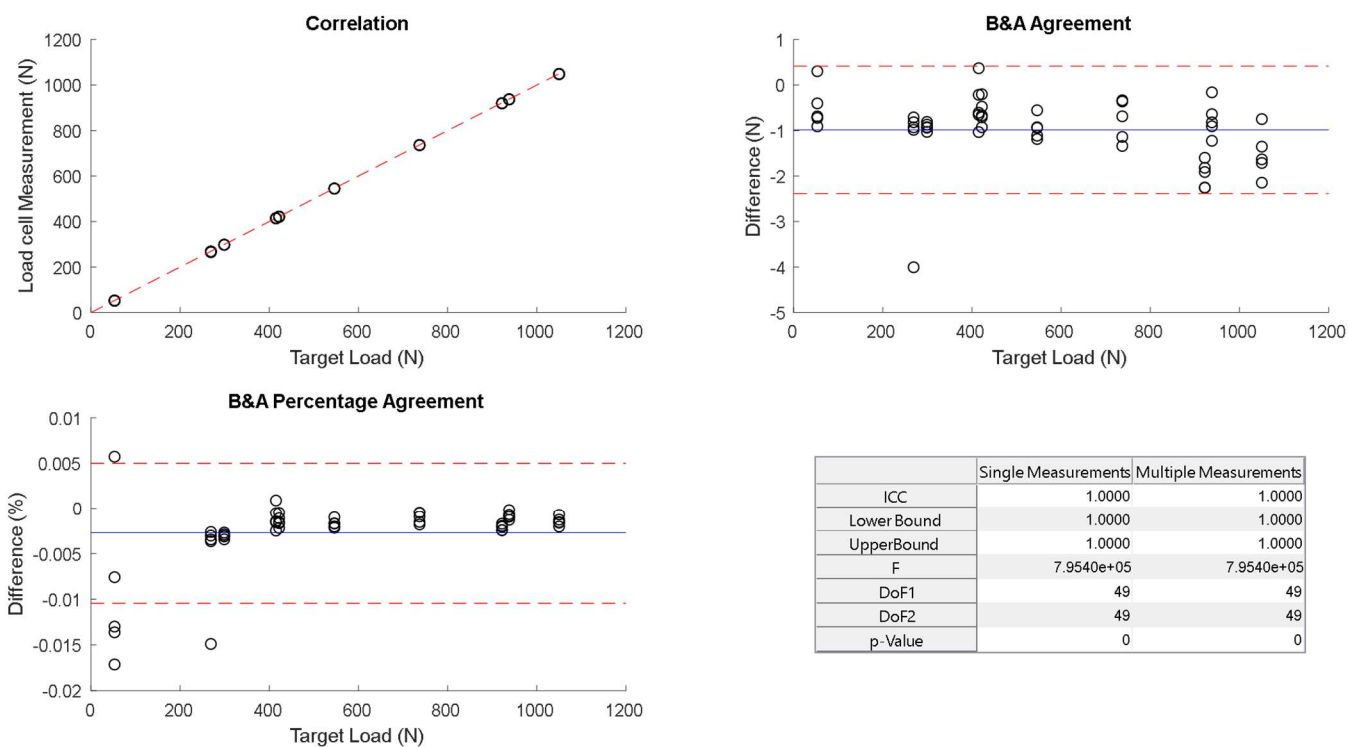 Correlation
1200
1000
800
600
400
200
0
Load cell Measurement (N)
0 200 400 600 800 1000 1200
Target Load (N)
B&A Agreement
1
0
-1
-2
-3
-4
-5
Difference (N)
0 200 400 600 800 1000 1200
Target Load (N)
B&A Percentage Agreement
0.01
0.005
0
-0.005
-0.01
-0.015
-0.02
Difference (%)
0 200 400 600 800 1000 1200
Target Load (N)
Single Measurements Multiple Measurements
ICC 1.0000 1.0000
Lower Bound 1.0000 1.0000
UpperBound 1.0000 1.0000
F 7.9540e+05 7.9540e+05
DoF1 49 49
DoF2 49 49
p-Value 0 0